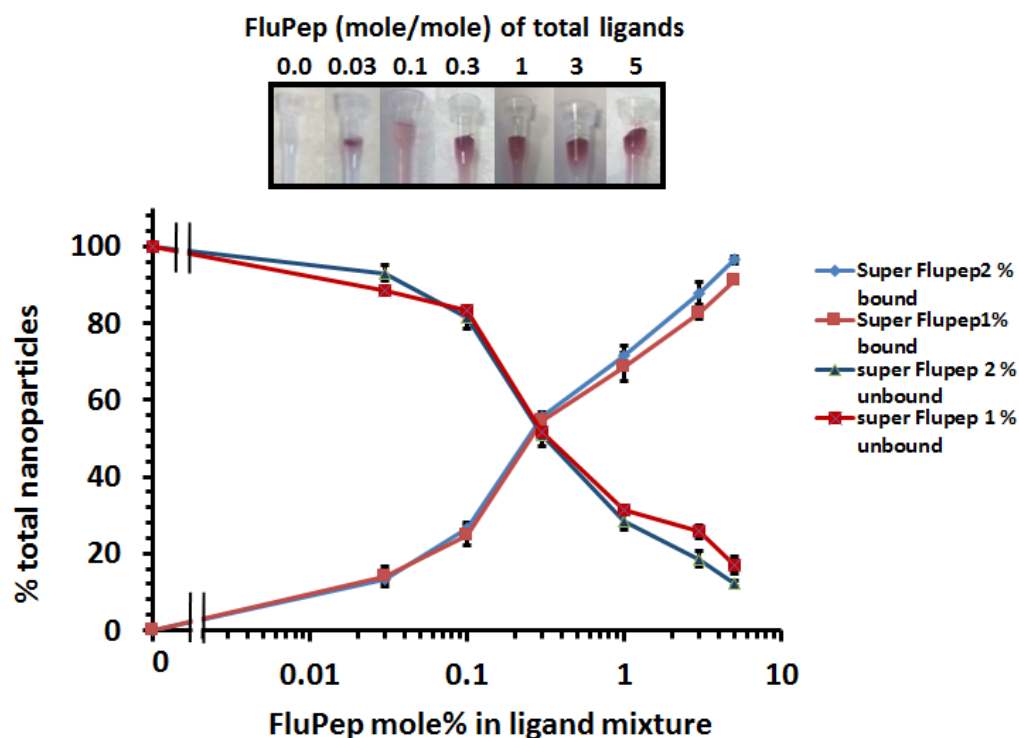 FluPep (mole/mole) of total ligands
0.0 0.03 0.1 0.3 1 3 5
% total nanoparticles
100
80
60
40
20
0
0 0.01 0.1 1 10
FluPep mole% in ligand mixture
Super Flupep2 %
bound
Super Flupep1%
bound
super Flupep 2 %
unbound
super Flupep 1 %
unbound